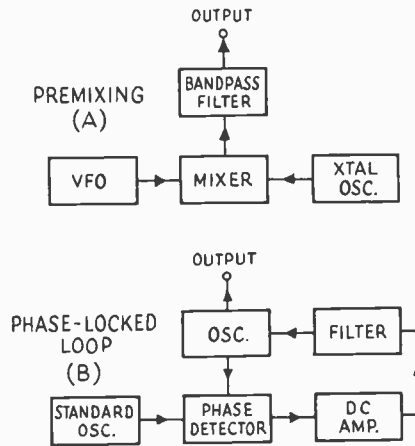 OUTPUT
PREMIXING
(A)
BANDPASS
FILTER
VFO
MIXER
XTAL
OSC.
OUTPUT
PHASE-LOCKED
LOOP
(B)
OSC.
FILTER
STANDARD
OSC.
PHASE
DETECTOR
DC
AMP.